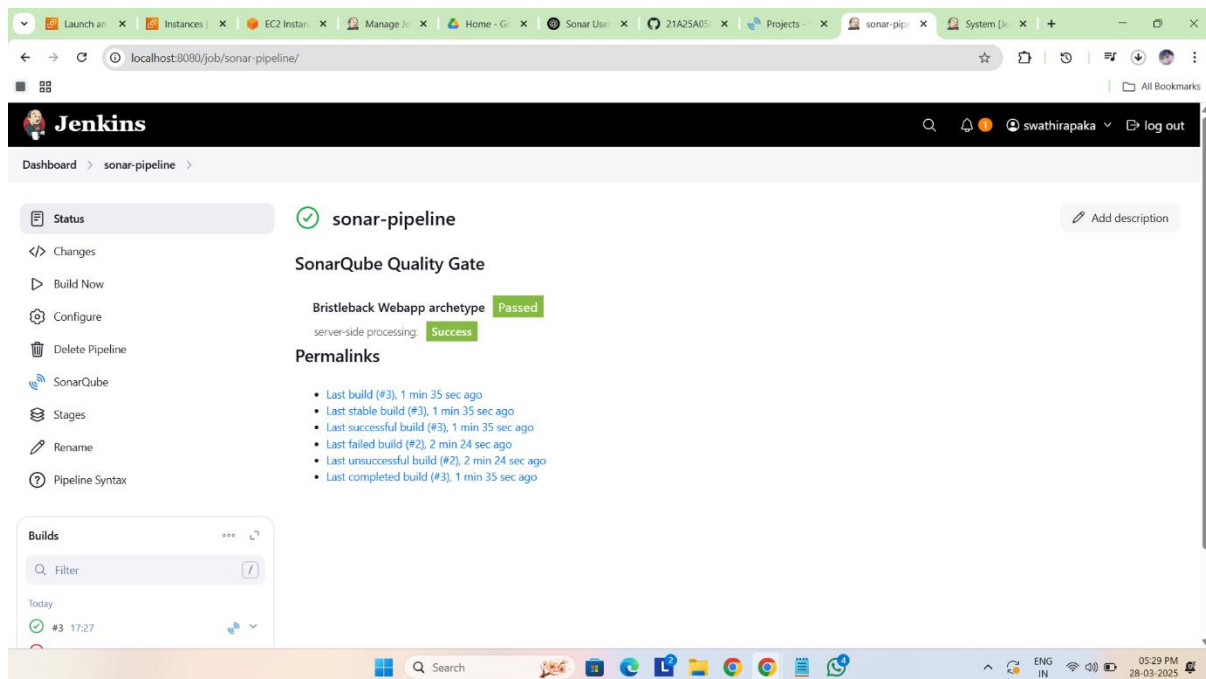 Launch an
Instances |
EC2 Instan
Manage Je
Home - Go
Sonar User
21A25A05
Projects -
sonar-pip
System [Je
localhost:8080/job/sonar-pipeline/
All Bookmarks
Jenkins
1
swathirapaka
log out
Dashboard > sonar-pipeline >
Status
Changes
Build Now
Configure
Delete Pipeline
SonarQube
Stages
Rename
Pipeline Syntax
Builds
Filter
/
Today
#3 17:27
sonar-pipeline
Add description
SonarQube Quality Gate
Bristleback Webapp archetype Passed
server-side processing: Success
Permalinks
Last build (#3), 1 min 35 sec ago
Last stable build (#3), 1 min 35 sec ago
Last successful build (#3), 1 min 35 sec ago
Last failed build (#2), 2 min 24 sec ago
Last unsuccessful build (#2), 2 min 24 sec ago
Last completed build (#3), 1 min 35 sec ago
Search
ENG
IN
05:29 PM
28-03-2025